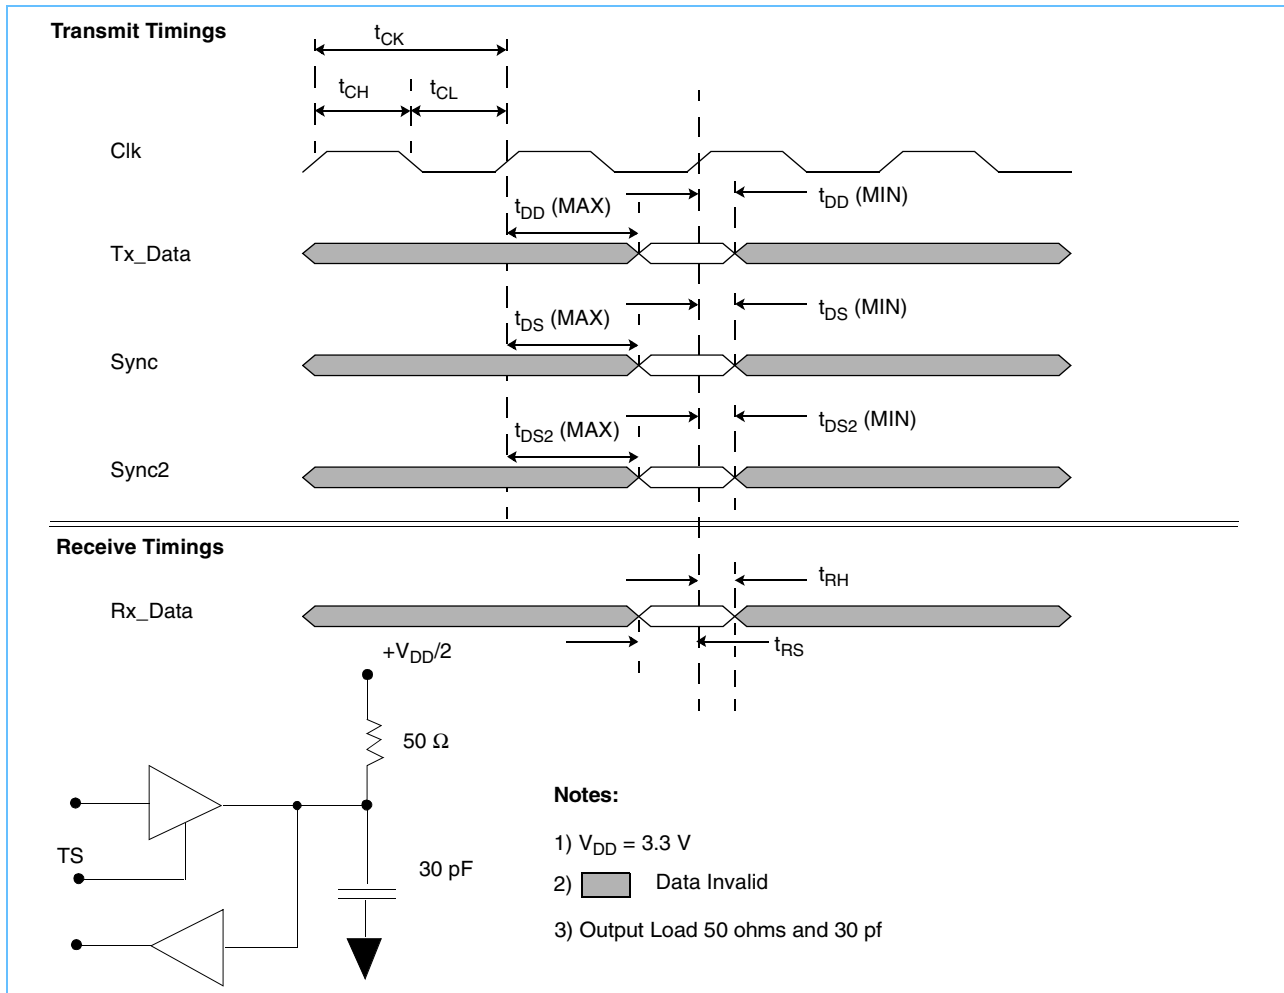 Transmit Timings
tCK
tCH tCL
Clk
tDD (MAX) tDD (MIN)
Tx_Data
tDS (MAX) tDS (MIN)
Sync
tDS2 (MAX) tDS2 (MIN)
Sync2
Receive Timings
tRH
Rx_Data
tRS
+VDD/2
50 Ω
TS
30 pF
Notes:
1) VDD = 3.3 V
2) Data Invalid
3) Output Load 50 ohms and 30 pf